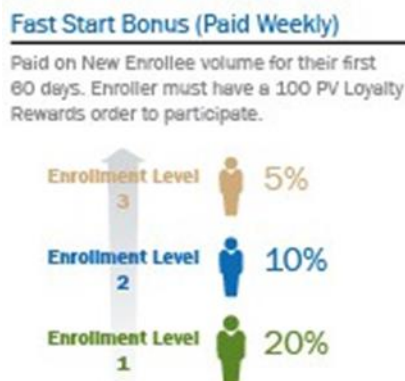 Fast Start Bonus (Paid Weekly)
Paid on New Enrollee volume for their first
60 days. Enroller must have a 100 PV Loyalty
Rewards order to participate.
Enrollment Level
3
5%
Enrollment Level
2
10%
Enrollment Level
1
20%